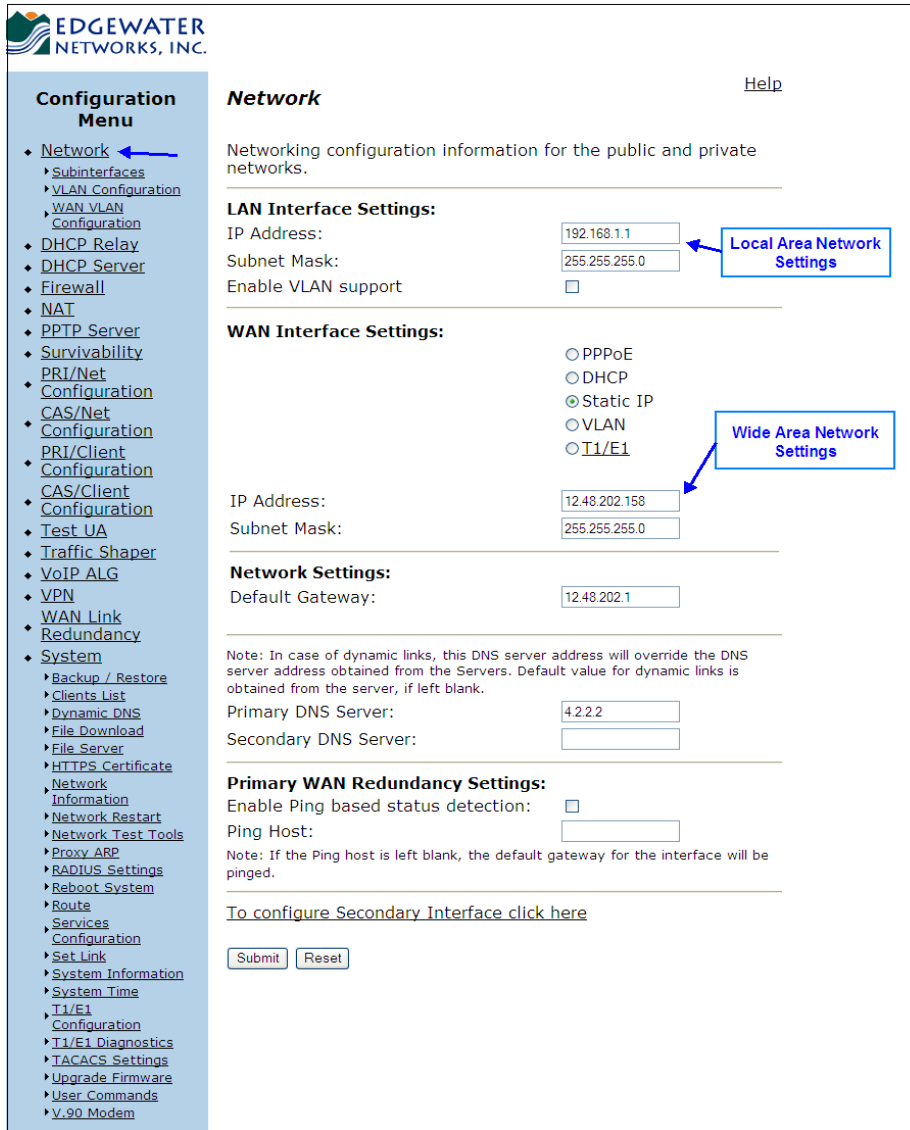 EDGEWATER
NETWORKS, INC.
Configuration
Menu
Network
Subinterfaces
VLAN Configuration
WAN VLAN
Configuration
DHCP Relay
DHCP Server
Firewall
NAT
PPTP Server
Survivability
PRI/Net
Configuration
CAS/Net
Configuration
PRI/Client
Configuration
CAS/Client
Configuration
Test UA
Traffic Shaper
VoIP ALG
VPN
WAN Link
Redundancy
System
Backup / Restore
Clients List
Dynamic DNS
File Download
File Server
HTTPS Certificate
Network
Information
Network Restart
Network Test Tools
Proxy ARP
RADIUS Settings
Reboot System
Route
Services
Configuration
Set Link
System Information
System Time
T1/E1
Configuration
T1/E1 Diagnostics
TACACS Settings
Upgrade Firmware
User Commands
V.90 Modem
Help
Network
Networking configuration information for the public and private
networks.
LAN Interface Settings:
IP Address: 192.168.1.1
Subnet Mask: 255.255.255.0
Enable VLAN support
Local Area Network
Settings
WAN Interface Settings:
PPPoE
DHCP
Static IP
VLAN
T1/E1
Wide Area Network
Settings
IP Address: 12.48.202.158
Subnet Mask: 255.255.255.0
Network Settings:
Default Gateway: 12.48.202.1
Note: In case of dynamic links, this DNS server address will override the DNS
server address obtained from the Servers. Default value for dynamic links is
obtained from the server, if left blank.
Primary DNS Server: 4.2.2.2
Secondary DNS Server:
Primary WAN Redundancy Settings:
Enable Ping based status detection:
Ping Host:
Note: If the Ping host is left blank, the default gateway for the interface will be
pinged.
To configure Secondary Interface click here
Submit Reset